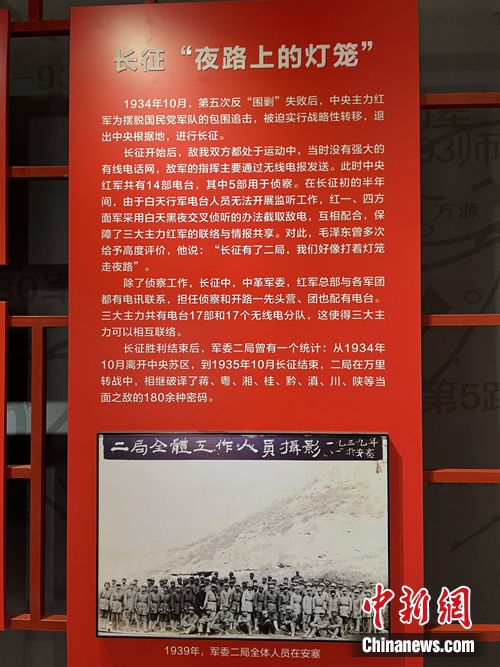 长征“夜路上的灯笼”
1934年10月，第五次反“围剿”失败后，中央主力红
军为摆脱国民党军队的包围追击，被迫实行战略性转移，退
出中央根据地，进行长征。
长征开始后，敌我双方都处于运动中，当时没有强大的
有线电话网，敌军的指挥主要通过无线电报发送。此时中央
红军共有14部电台，其中5部用于侦察。在长征初的半年
间，由于白天行军电台人员无法开展监听工作，红一、四方
面军采用白天黑夜交叉侦听的办法截取敌电，互相配合，保
障了三大主力红军的联络与情报共享。对此，毛泽东曾多次
给予高度评价，他说：“长征有了二局，我们好像打着灯笼
走夜路”。
除了侦察工作，长征中，中革军委，红军总部与各军团
都有电讯联系，担任侦察和开路一先头营、团也配有电台。
三大主力共有电台17部和17个无线电分队，这使得三大主
力可以相互联络。
长征胜利结束后，军委二局曾有一个统计：从1934年
10月离开中央苏区，到1935年10月长征结束，二局在万里
转战中，相继破译了蒋、粤、湘、桂、黔、滇、川、陕等当
面之敌的180余种密码。
二局全體工作人員攝影
一九三九年
于安塞
1939年，军委二局全体人员在安塞
中新网
Chinanews.com
30军
93师
万源
第5路